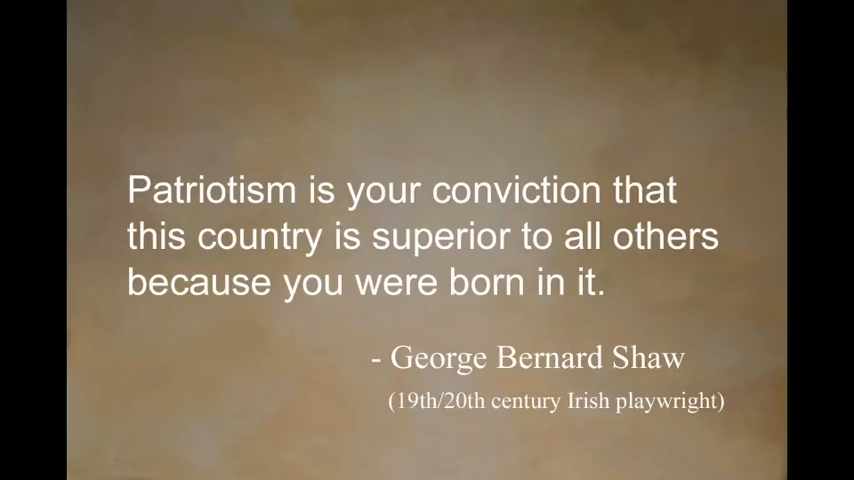 Patriotism is your conviction that
this country is superior to all others
because you were born in it.
- George Bernard Shaw
(19th/20th century Irish playwright)